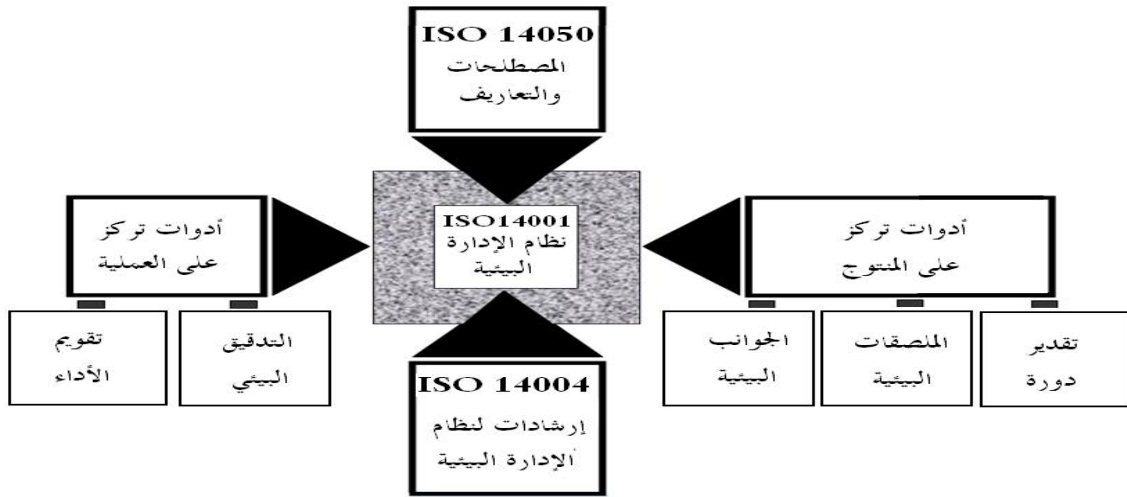 ISO 14050
المصطلحات
والتعاريف
أدوات تركز
على المنتوج
ISO14001
نظام الإدارة
البيئية
أدوات تركز
على العملية
تقدير
دورة
الملصقات
البيئية
الجوانب
البيئية
التدقيق
البيئي
تقويم
الأداء
ISO 14004
إرشادات لنظام
الإدارة البيئية